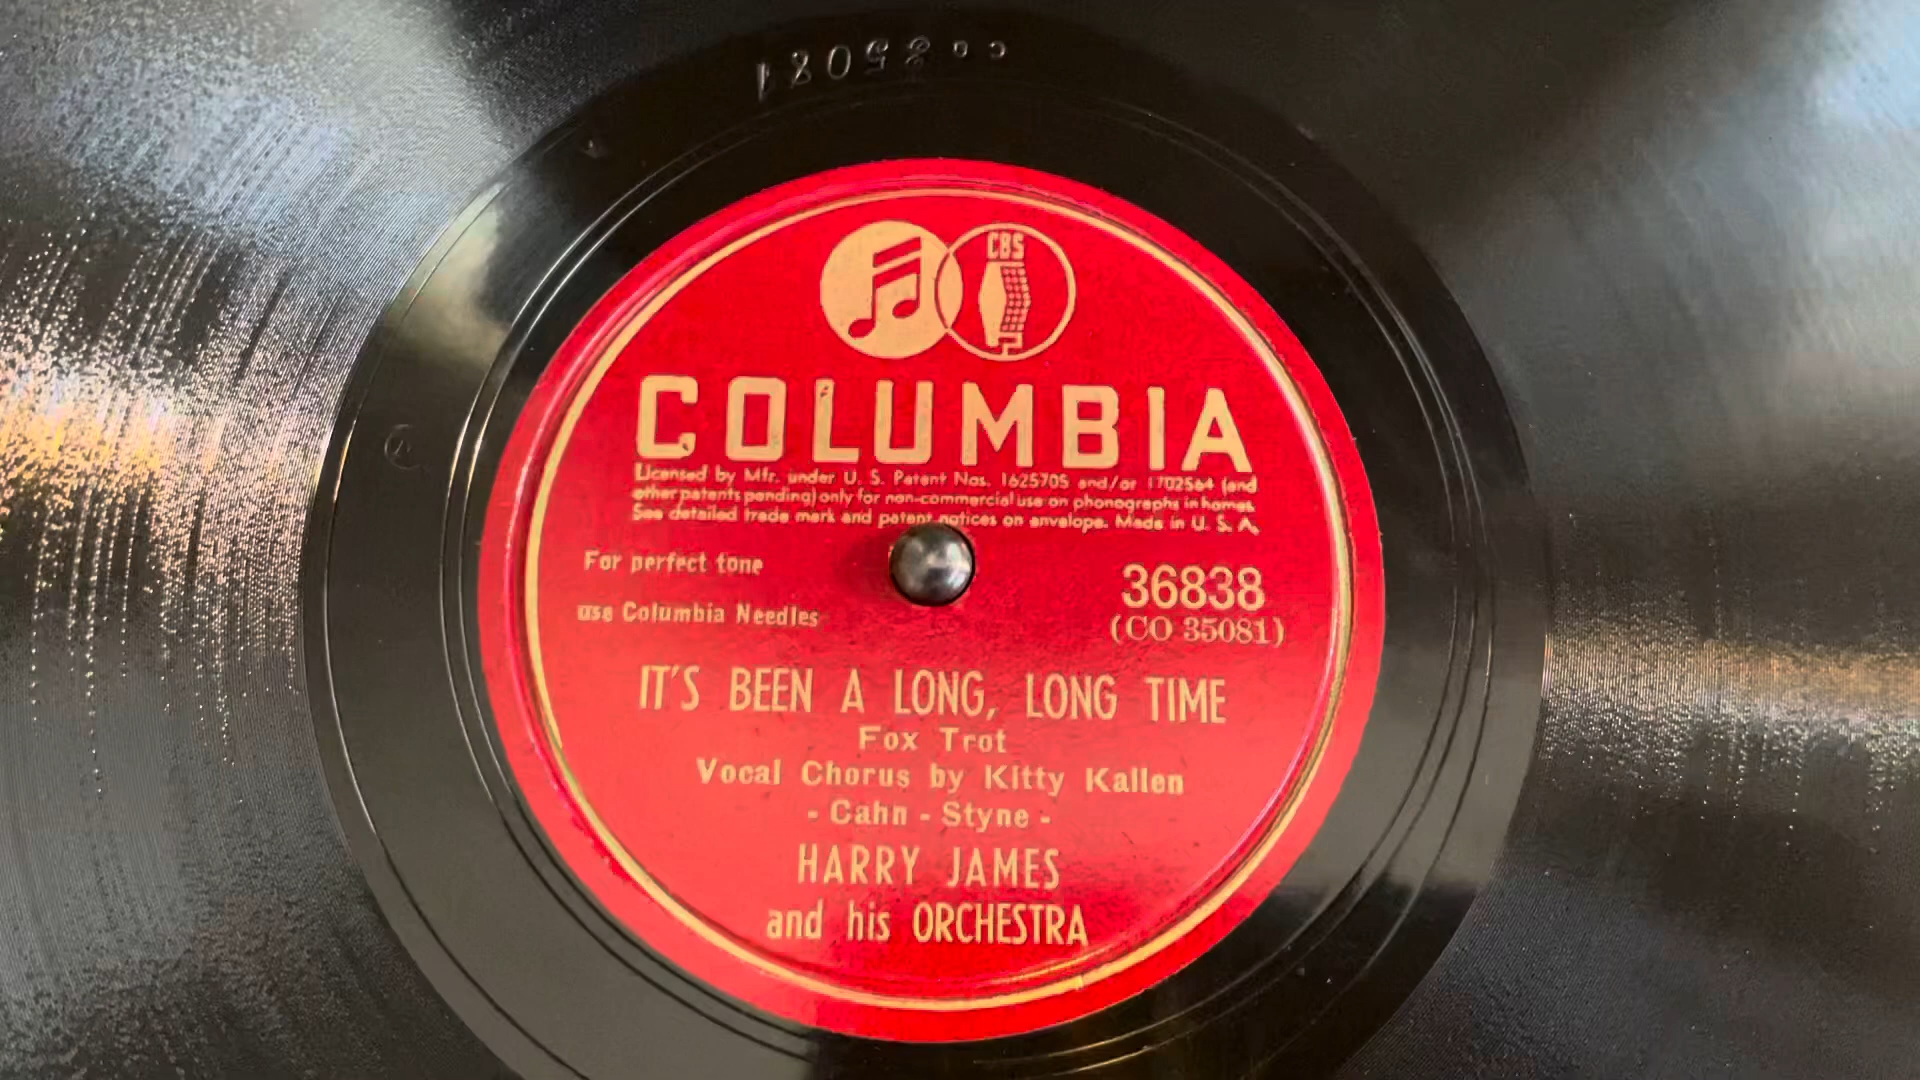 CBS
COLUMBIA
Licensed by Mfr. under U. S. Patent Nos. 1625705 and/or 1702564 (and
other patents pending) only for non-commercial use on phonographs in homes.
See detailed trade mark and patent notices on envelope. Made in U. S. A.
For perfect tone
use Columbia Needles
36838
(CO 35081)
IT'S BEEN A LONG, LONG TIME
Fox Trot
Vocal Chorus by Kitty Kallen
- Cahn - Styne -
HARRY JAMES
and his ORCHESTRA